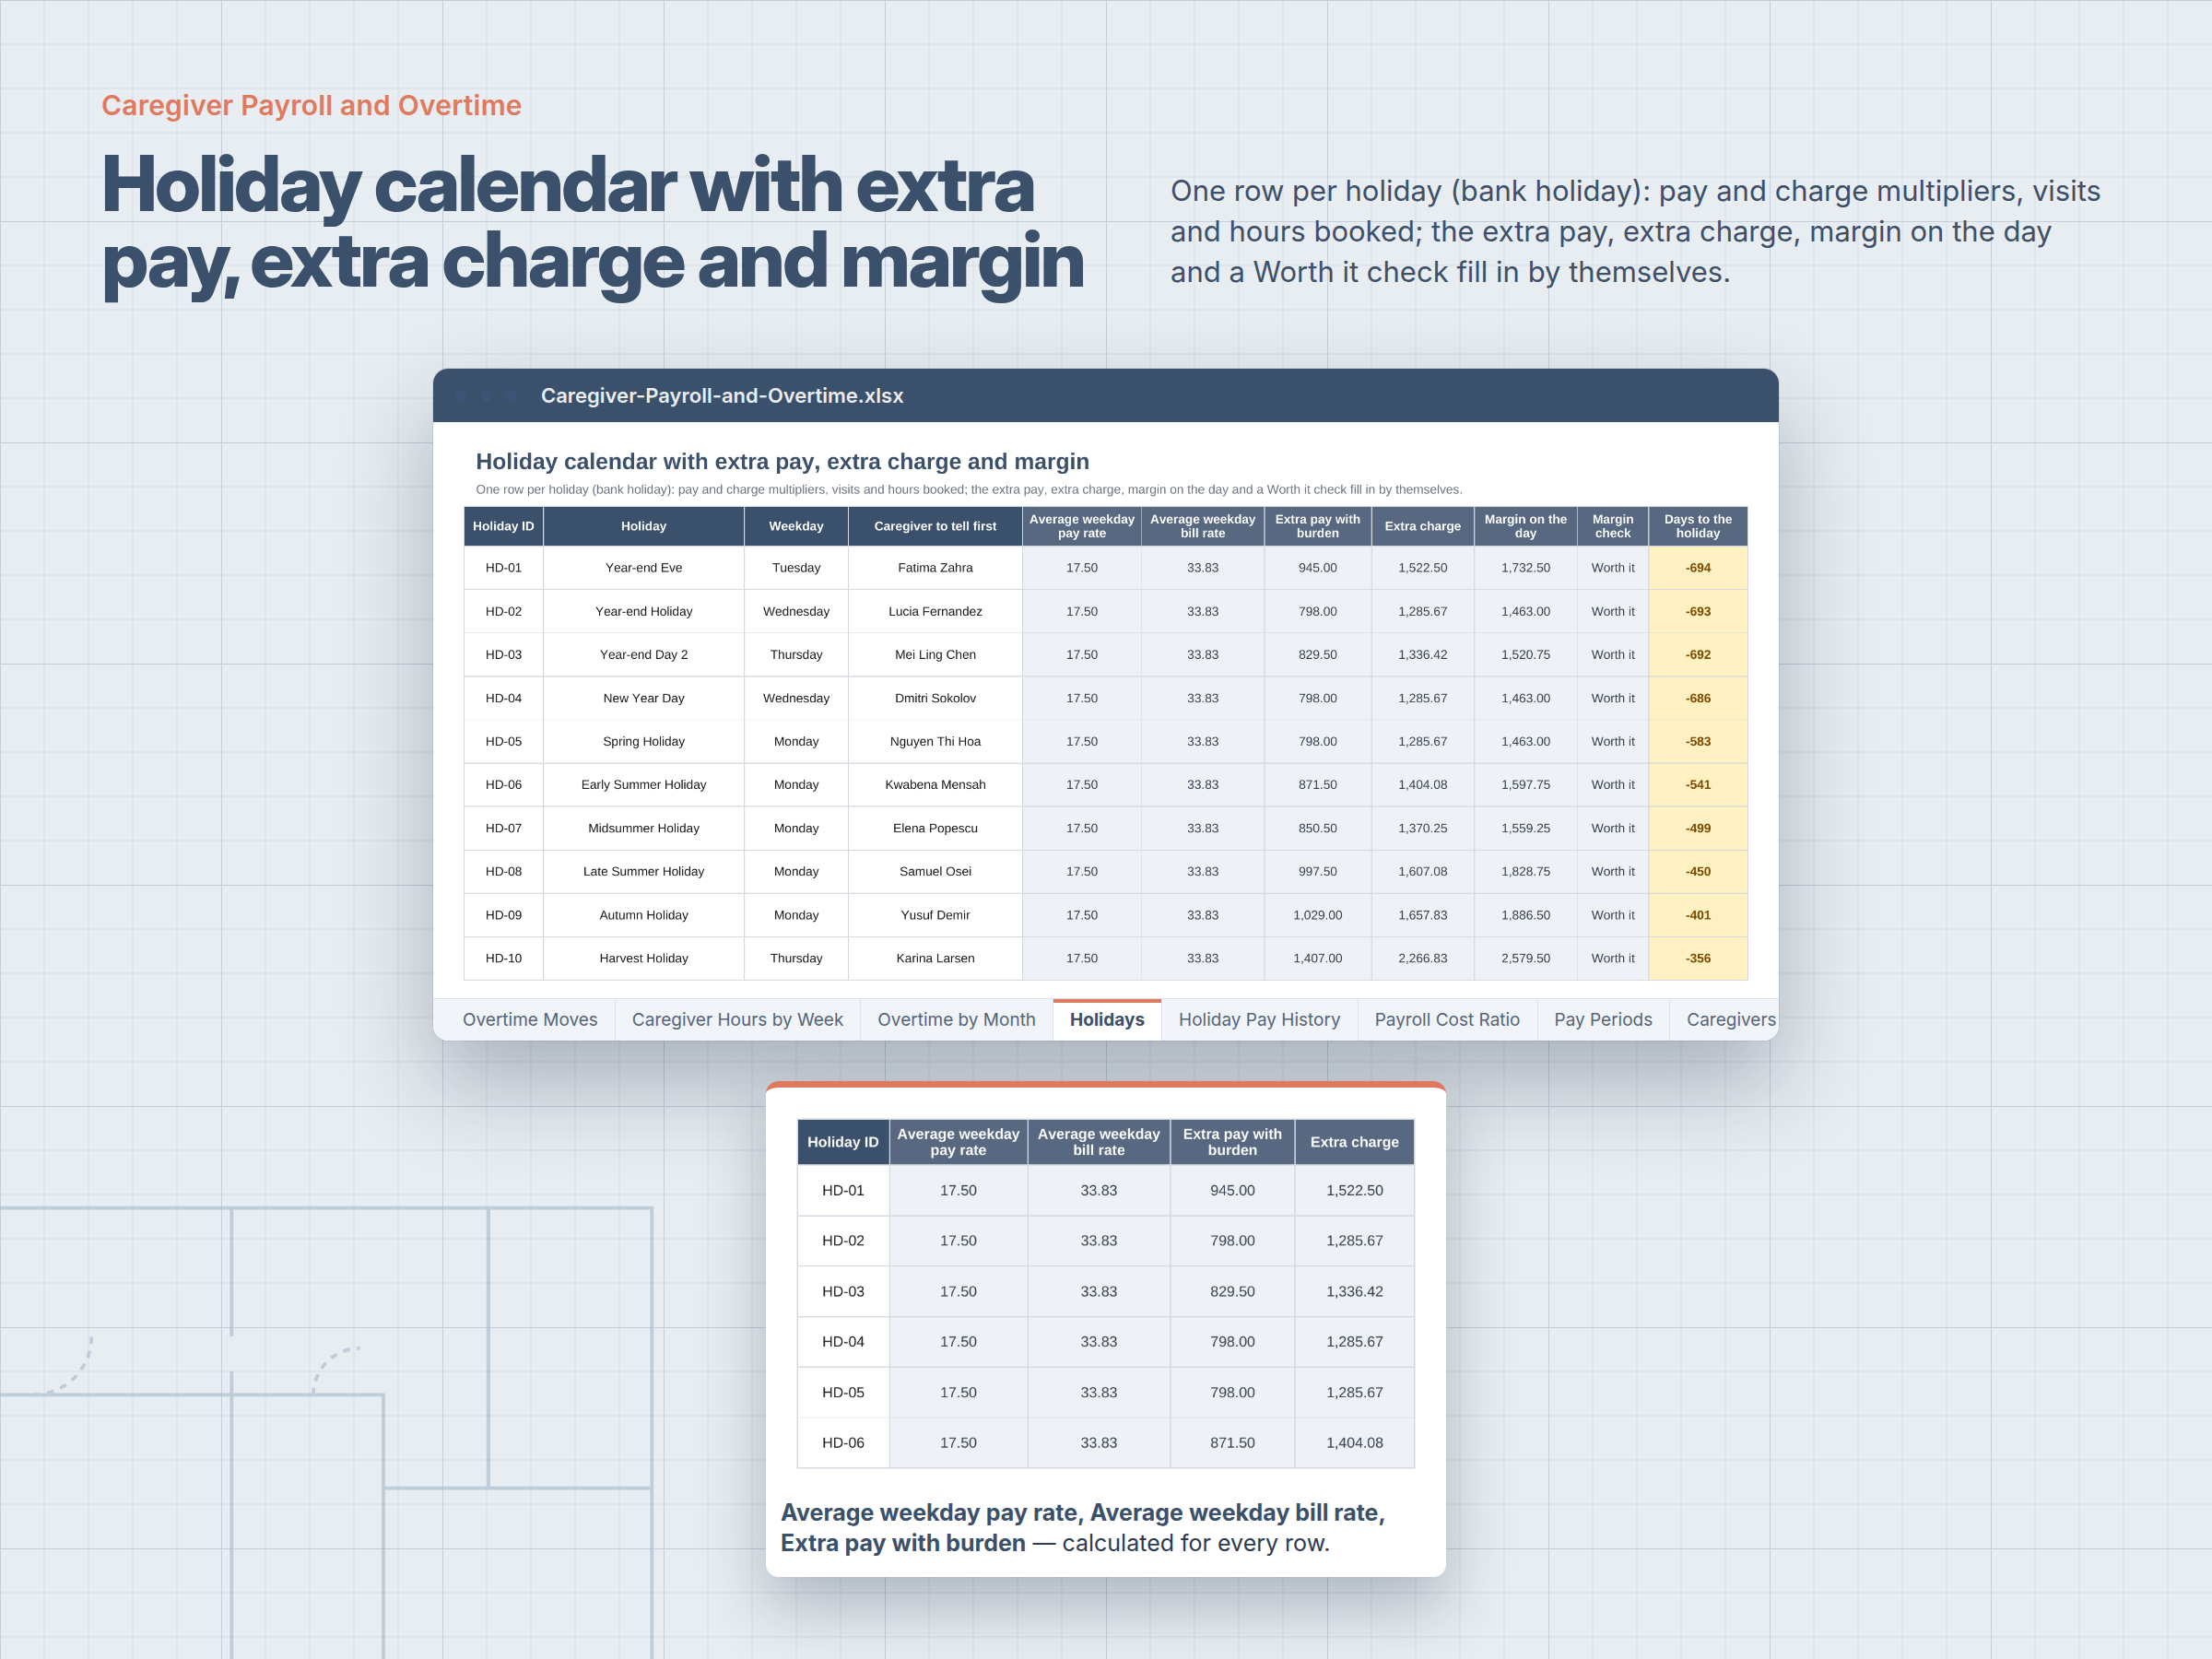 Caregiver Payroll and Overtime
Holiday calendar with extra
pay, extra charge and margin
One row per holiday (bank holiday): pay and charge multipliers, visits
and hours booked; the extra pay, extra charge, margin on the day
and a Worth it check fill in by themselves.
Caregiver-Payroll-and-Overtime.xlsx
Holiday calendar with extra pay, extra charge and margin
One row per holiday (bank holiday): pay and charge multipliers, visits and hours booked; the extra pay, extra charge, margin on the day and a Worth it check fill in by themselves.
Holiday ID Holiday Weekday Caregiver to tell first Average weekday pay rate Average weekday bill rate Extra pay with burden Extra charge Margin on the day Margin check Days to the holiday
HD-01 Year-end Eve Tuesday Fatima Zahra 17.50 33.83 945.00 1,522.50 1,732.50 Worth it -694
HD-02 Year-end Holiday Wednesday Lucia Fernandez 17.50 33.83 798.00 1,285.67 1,463.00 Worth it -693
HD-03 Year-end Day 2 Thursday Mei Ling Chen 17.50 33.83 829.50 1,336.42 1,520.75 Worth it -692
HD-04 New Year Day Wednesday Dmitri Sokolov 17.50 33.83 798.00 1,285.67 1,463.00 Worth it -686
HD-05 Spring Holiday Monday Nguyen Thi Hoa 17.50 33.83 798.00 1,285.67 1,463.00 Worth it -583
HD-06 Early Summer Holiday Monday Kwabena Mensah 17.50 33.83 871.50 1,404.08 1,597.75 Worth it -541
HD-07 Midsummer Holiday Monday Elena Popescu 17.50 33.83 850.50 1,370.25 1,559.25 Worth it -499
HD-08 Late Summer Holiday Monday Samuel Osei 17.50 33.83 997.50 1,607.08 1,828.75 Worth it -450
HD-09 Autumn Holiday Monday Yusuf Demir 17.50 33.83 1,029.00 1,657.83 1,886.50 Worth it -401
HD-10 Harvest Holiday Thursday Karina Larsen 17.50 33.83 1,407.00 2,266.83 2,579.50 Worth it -356
Overtime Moves Caregiver Hours by Week Overtime by Month Holidays Holiday Pay History Payroll Cost Ratio Pay Periods Caregivers
Holiday ID Average weekday pay rate Average weekday bill rate Extra pay with burden Extra charge
HD-01 17.50 33.83 945.00 1,522.50
HD-02 17.50 33.83 798.00 1,285.67
HD-03 17.50 33.83 829.50 1,336.42
HD-04 17.50 33.83 798.00 1,285.67
HD-05 17.50 33.83 798.00 1,285.67
HD-06 17.50 33.83 871.50 1,404.08
Average weekday pay rate, Average weekday bill rate,
Extra pay with burden — calculated for every row.